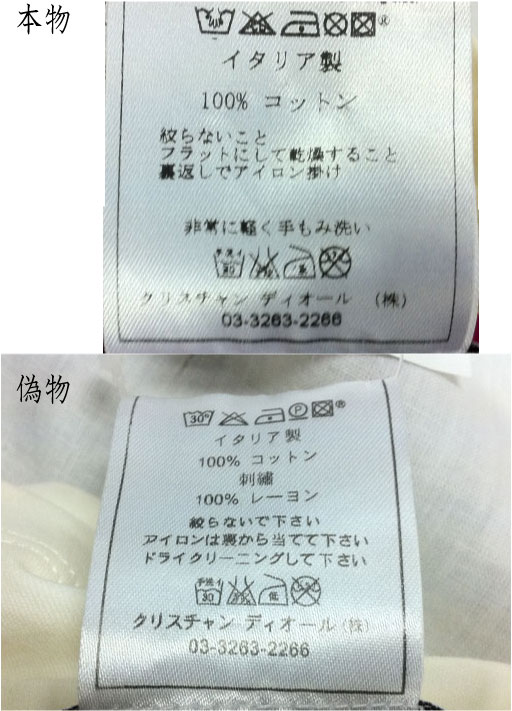 本物
イタリア製
100% コットン
絞らないこと
フラットにして乾燥すること
裏返しでアイロン掛け
非常に軽く手もみ洗い
クリスチャン ディオール (株)
03-3263-2266
偽物
30°
イタリア製
100% コットン
刺繍
100% レーヨン
絞らないで下さい
アイロンは裏から当てて下さい
ドライクリーニングして下さい
手洗イ 30 低
クリスチャン ディオール (株)
03-3263-2266